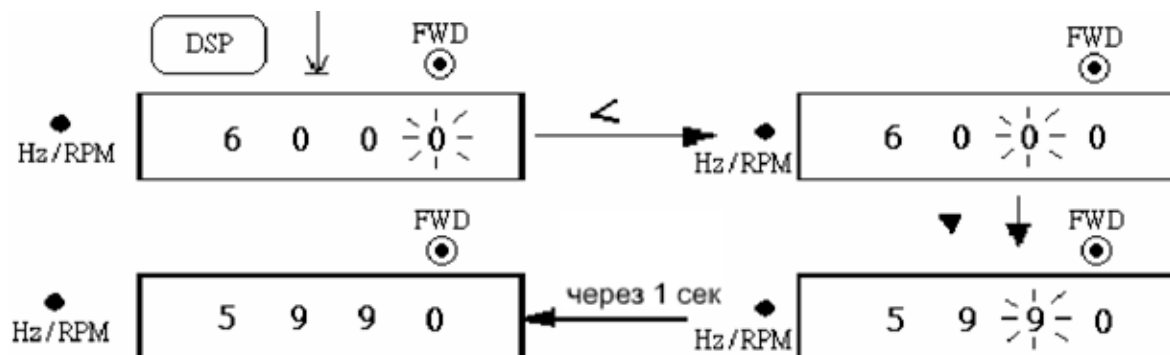 DSP FWD FWD
6 0 0 0 < 6 0 0 0
Hz/RPM Hz/RPM
FWD FWD
5 9 9 0 через 1 сек 5 9 9 0
Hz/RPM Hz/RPM